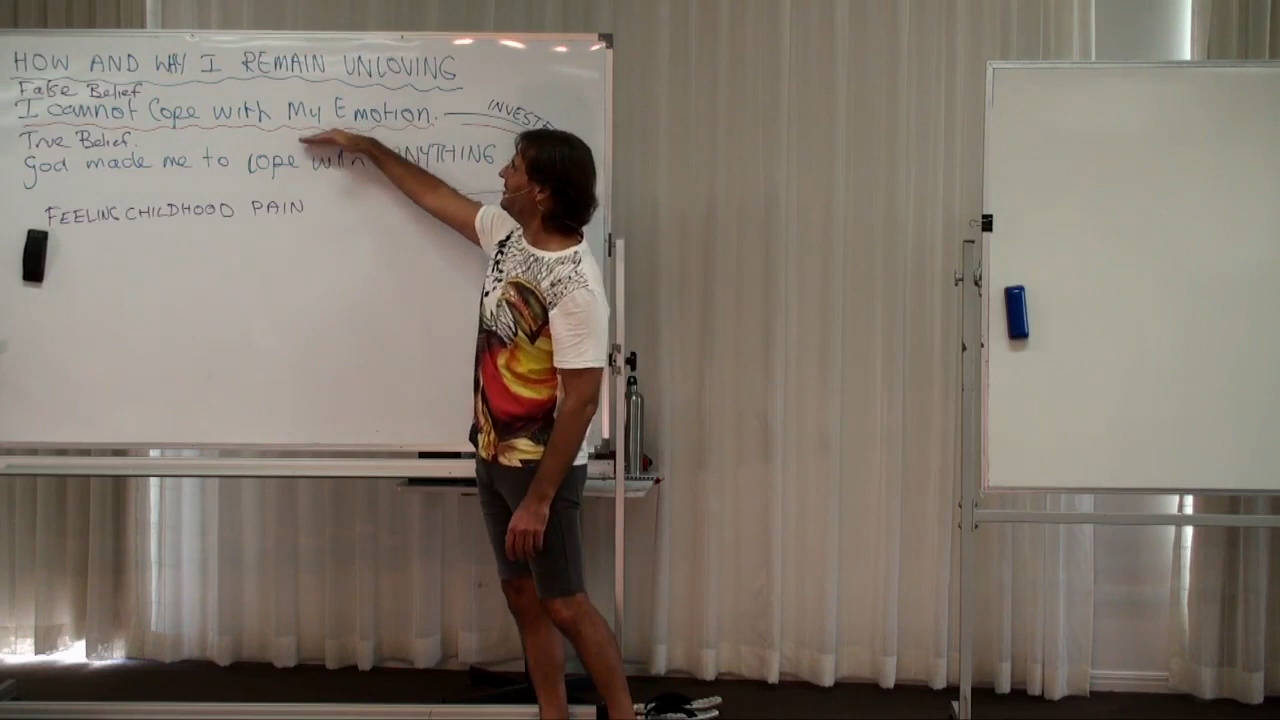 HOW AND WHY I REMAIN UNLOVING
False Belief
I cannot Cope with My Emotion. INVEST
True Belief.
God made me to cope with ANYTHING
FEELING CHILDHOOD PAIN